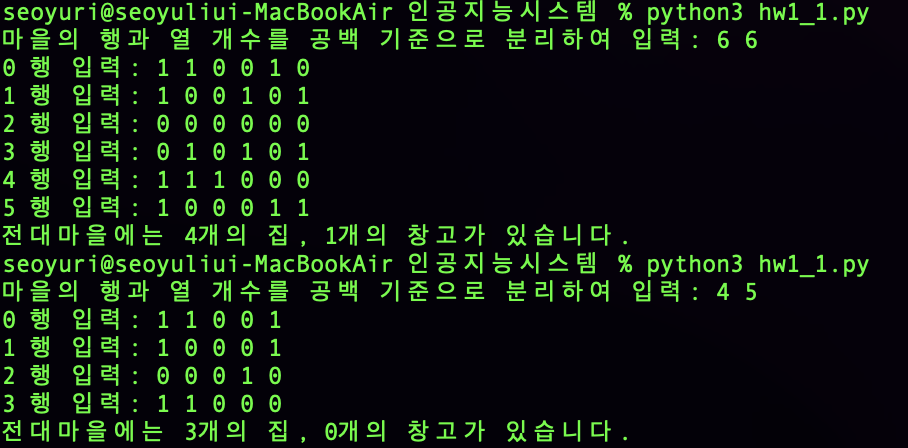 seoyuri@seoyuliui-MacBookAir 인공지능시스템 % python3 hw1_1.py
마을의 행과 열 개수를 공백 기준으로 분리하여 입력: 6 6
0 행 입력: 1 1 0 0 1 0
1 행 입력: 1 0 0 1 0 1
2 행 입력: 0 0 0 0 0 0
3 행 입력: 0 1 0 1 0 1
4 행 입력: 1 1 1 0 0 0
5 행 입력: 1 0 0 0 1 1
전대마을에는 4개의 집, 1개의 창고가 있습니다.
seoyuri@seoyuliui-MacBookAir 인공지능시스템 % python3 hw1_1.py
마을의 행과 열 개수를 공백 기준으로 분리하여 입력: 4 5
0 행 입력: 1 1 0 0 1
1 행 입력: 1 0 0 0 1
2 행 입력: 0 0 0 1 0
3 행 입력: 1 1 0 0 0
전대마을에는 3개의 집, 0개의 창고가 있습니다.